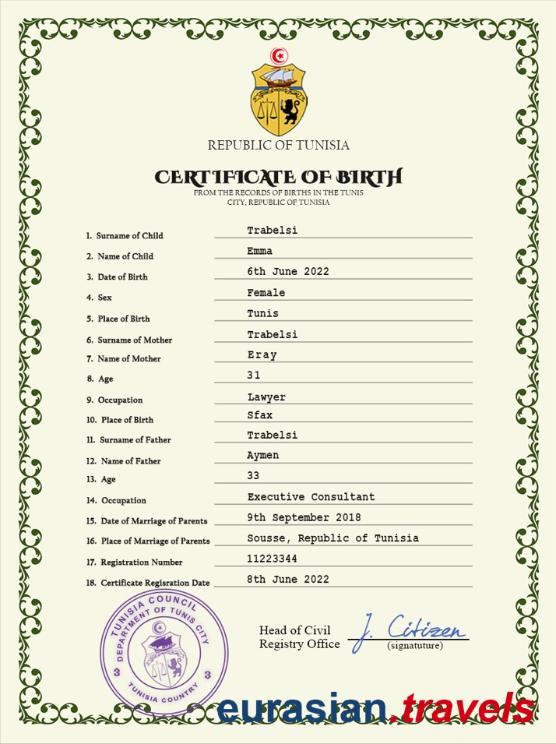 REPUBLIC OF TUNISIA
CERTIFICATE OF BIRTH
FROM THE RECORDS OF BIRTHS IN THE TUNIS
CITY, REPUBLIC OF TUNISIA
1. Surname of Child Trabelsi
2. Name of Child Emma
3. Date of Birth 6th June 2022
4. Sex Female
5. Place of Birth Tunis
6. Surname of Mother Trabelsi
7. Name of Mother Eray
8. Age 31
9. Occupation Lawyer
10. Place of Birth Sfax
11. Surname of Father Trabelsi
12. Name of Father Aymen
13. Age 33
14. Occupation Executive Consultant
15. Date of Marriage of Parents 9th September 2018
16. Place of Marriage of Parents Sousse, Republic of Tunisia
17. Registration Number 11223344
18. Certificate Regisration Date 8th June 2022
TUNISIA COUNCIL
DEPARTMENT OF TUNIS CITY
3 3
TUNISIA COUNTRY
Head of Civil
Registry Office
J. Citizen
(signatuture)
eurasian.travels